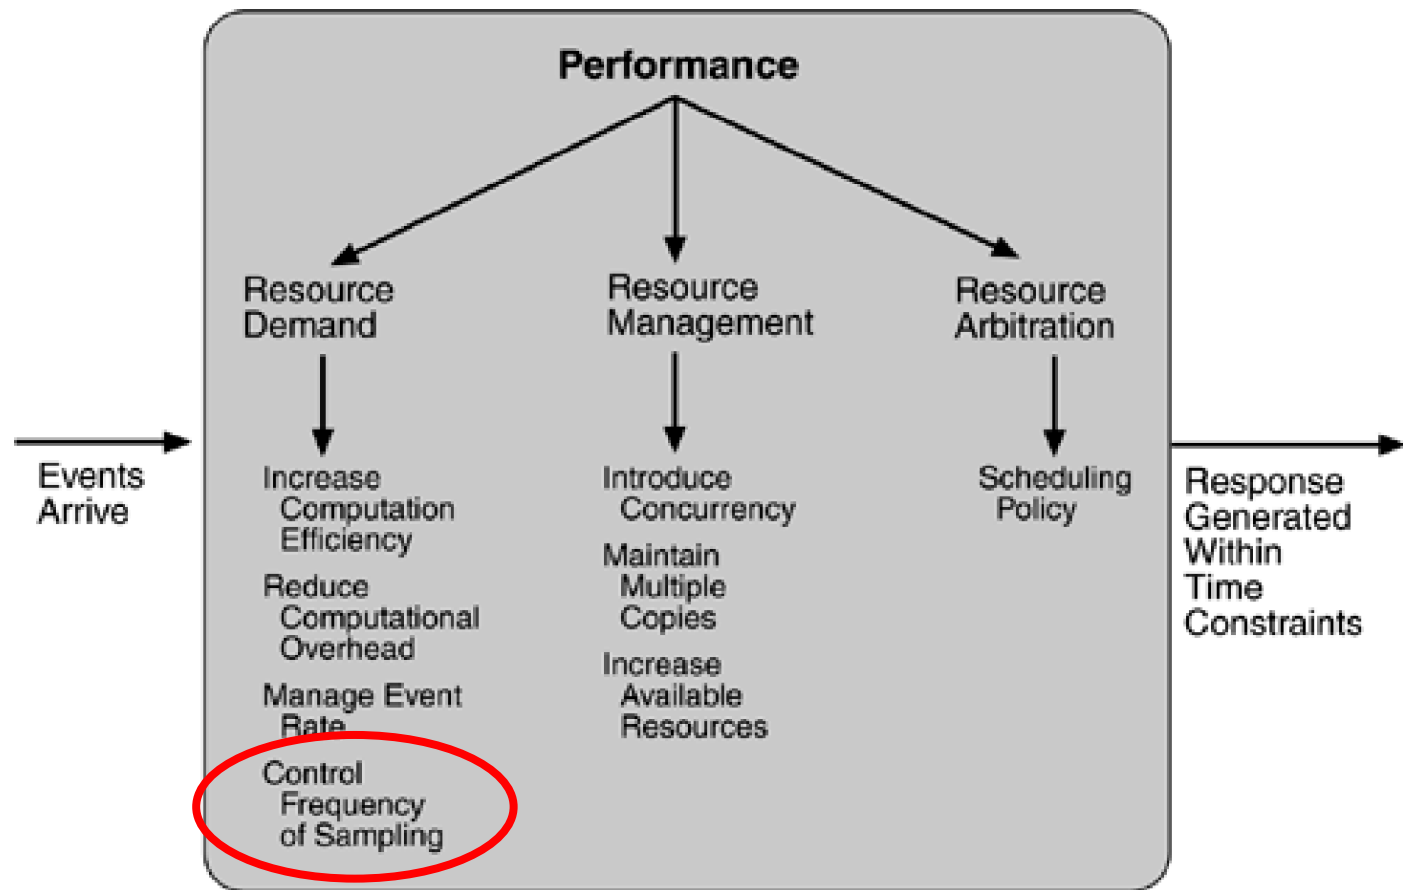 Performance
Resource
Demand
Resource
Management
Resource
Arbitration
Events
Arrive
Increase
Computation
Efficiency
Reduce
Computational
Overhead
Manage Event
Rate
Control
Frequency
of Sampling
Introduce
Concurrency
Maintain
Multiple
Copies
Increase
Available
Resources
Scheduling
Policy
Response
Generated
Within
Time
Constraints